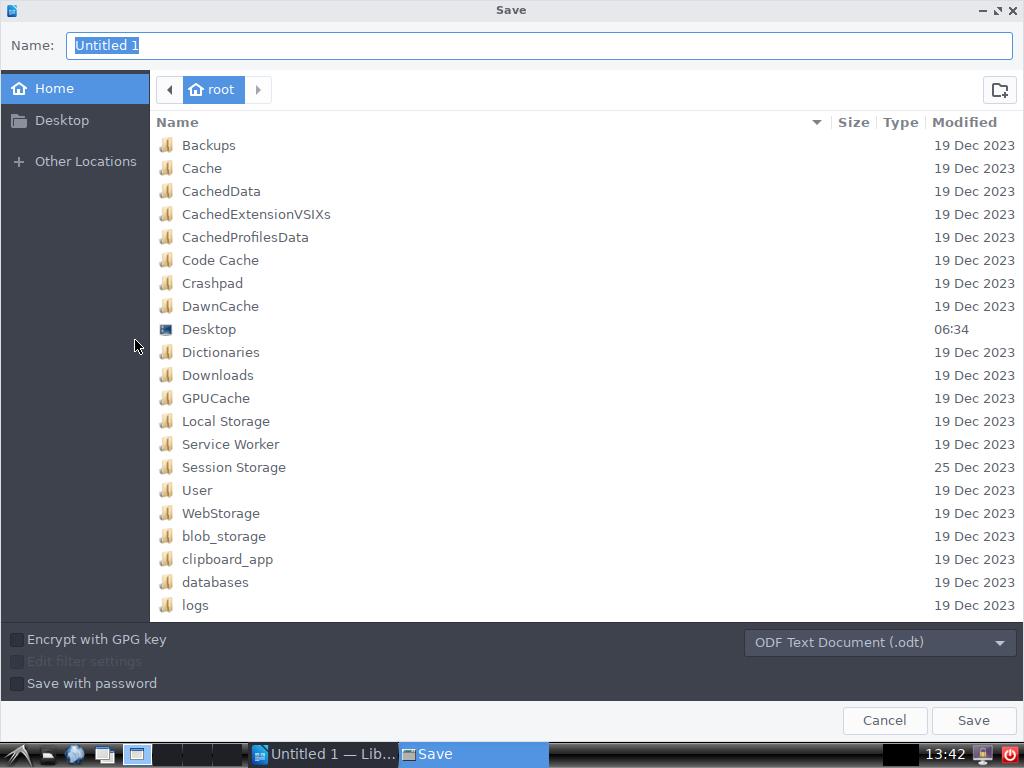 Save
Name: Untitled 1
Home
Desktop
Other Locations
root
Name Size Type Modified
Backups 19 Dec 2023
Cache 19 Dec 2023
CachedData 19 Dec 2023
CachedExtensionVSIXs 19 Dec 2023
CachedProfilesData 19 Dec 2023
Code Cache 19 Dec 2023
Crashpad 19 Dec 2023
DawnCache 19 Dec 2023
Desktop 06:34
Dictionaries 19 Dec 2023
Downloads 19 Dec 2023
GPUCache 19 Dec 2023
Local Storage 19 Dec 2023
Service Worker 19 Dec 2023
Session Storage 25 Dec 2023
User 19 Dec 2023
WebStorage 19 Dec 2023
blob_storage 19 Dec 2023
clipboard_app 19 Dec 2023
databases 19 Dec 2023
logs 19 Dec 2023
Encrypt with GPG key
Edit filter settings
Save with password
ODF Text Document (.odt)
Cancel Save
Untitled 1 — Lib... Save 13:42